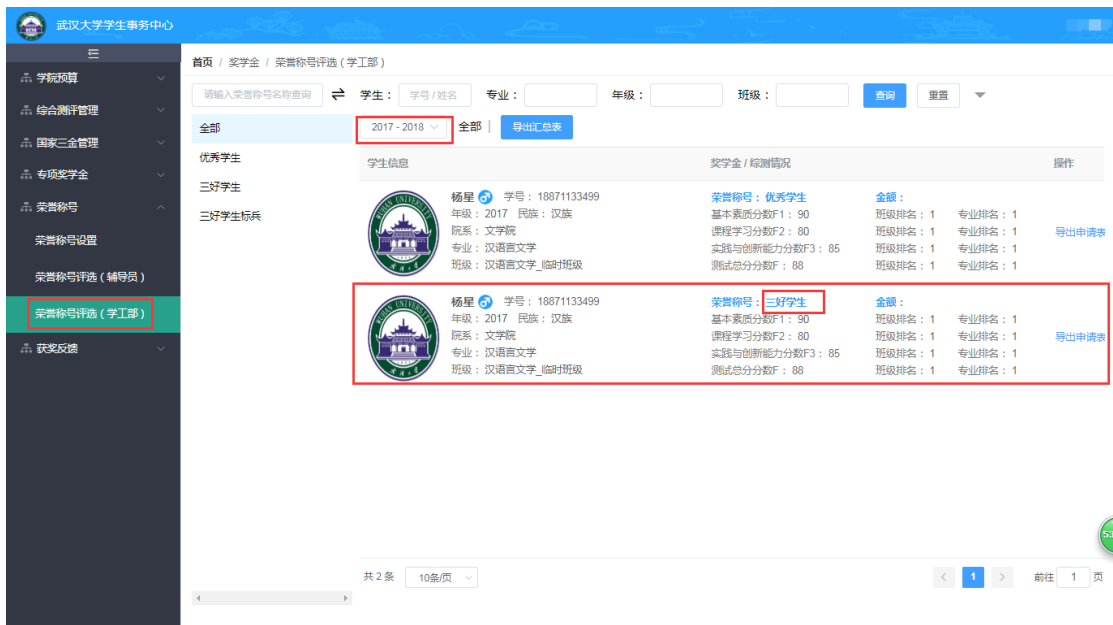 武汉大学学生事务中心
学院预算
综合测评管理
国家三金管理
专项奖学金
荣誉称号
荣誉称号设置
荣誉称号评选（辅导员）
荣誉称号评选（学工部）
获奖反馈
首页 / 奖学金 / 荣誉称号评选（学工部）
请输入荣誉称号名称查询 学生： 学号/姓名 专业： 年级： 班级： 查询 重置
全部
优秀学生
三好学生
三好学生标兵
2017 - 2018 全部 导出汇总表
学生信息 奖学金 / 综测情况 操作
杨星 学号：18871133499 荣誉称号：优秀学生 金额：
年级：2017 民族：汉族 基本素质分数F1：90 班级排名：1 专业排名：1
院系：文学院 课程学习分数F2：80 班级排名：1 专业排名：1 导出申请表
专业：汉语言文学 实践与创新能力分数F3：85 班级排名：1 专业排名：1
班级：汉语言文学_临时班级 测试总分分数F：88 班级排名：1 专业排名：1
杨星 学号：18871133499 荣誉称号：三好学生 金额：
年级：2017 民族：汉族 基本素质分数F1：90 班级排名：1 专业排名：1
院系：文学院 课程学习分数F2：80 班级排名：1 专业排名：1 导出申请表
专业：汉语言文学 实践与创新能力分数F3：85 班级排名：1 专业排名：1
班级：汉语言文学_临时班级 测试总分分数F：88 班级排名：1 专业排名：1
53
共 2 条 10条/页 1 前往 1 页